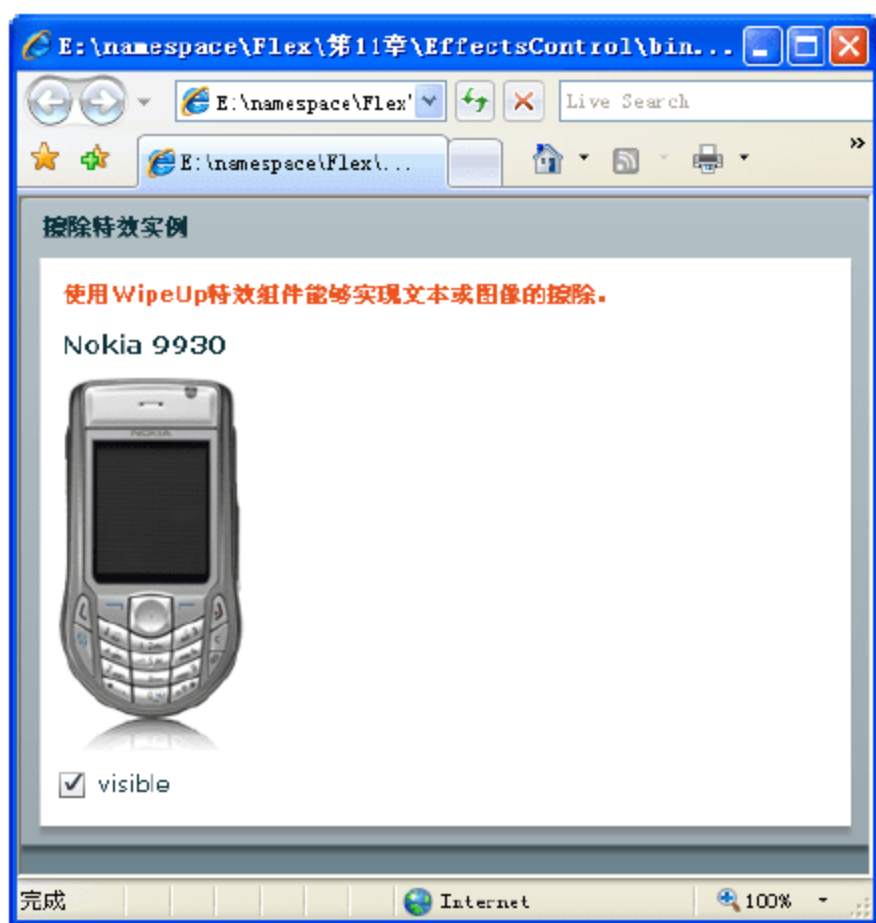 E:\namespace\Flex\第11章\EffectsControl\bin...
E:\namespace\Flex'
Live Search
E:\namespace\Flex\...
擦除特效实例
使用WipeUp特效组件能够实现文本或图像的擦除。
Nokia 9930
NOKIA
visible
完成
Internet
100%